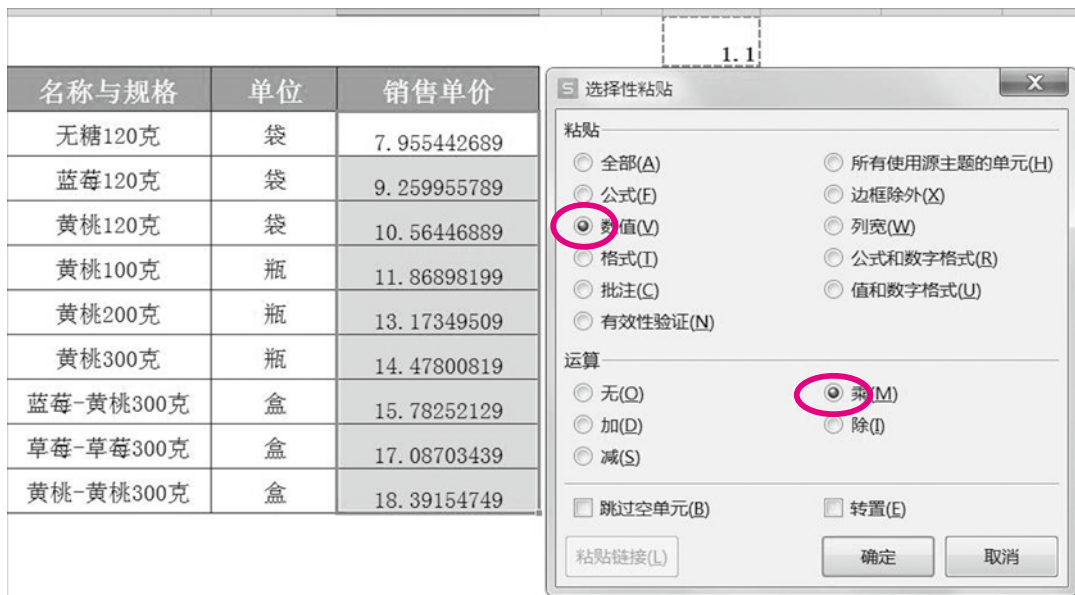 1.1
名称与规格 单位 销售单价
无糖120克 袋 7.955442689
蓝莓120克 袋 9.259955789
黄桃120克 袋 10.56446889
黄桃100克 瓶 11.86898199
黄桃200克 瓶 13.17349509
黄桃300克 瓶 14.47800819
蓝莓-黄桃300克 盒 15.78252129
草莓-草莓300克 盒 17.08703439
黄桃-黄桃300克 盒 18.39154749
S 选择性粘贴 X
粘贴
全部(A) 所有使用源主题的单元(H)
公式(F) 边框除外(X)
数值(V) 列宽(W)
格式(T) 公式和数字格式(R)
批注(C) 值和数字格式(U)
有效性验证(N)
运算
无(O) 乘(M)
加(D) 除(I)
减(S)
跳过空单元(B) 转置(E)
粘贴链接(L) 确定 取消